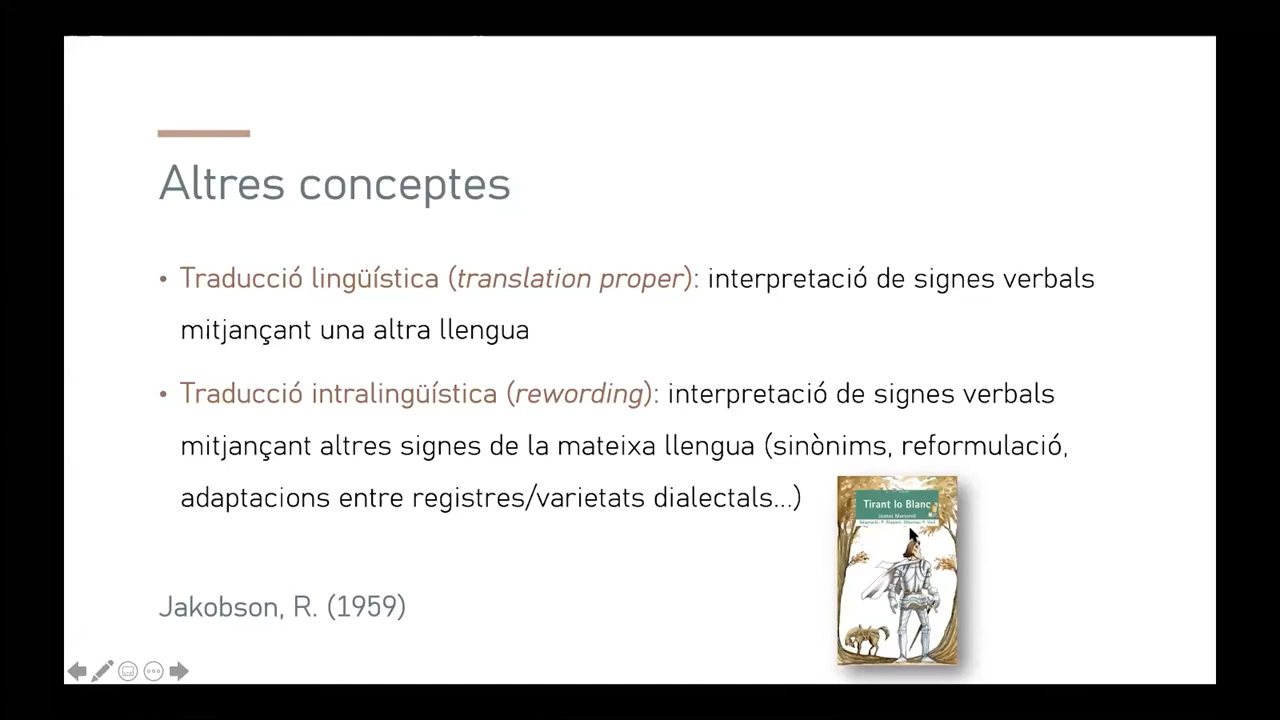 Altres conceptes
• Traducció lingüística (translation proper): interpretació de signes verbals
mitjançant una altra llengua
• Traducció intralingüística (rewording): interpretació de signes verbals
mitjançant altres signes de la mateixa llengua (sinònims, reformulació,
adaptacions entre registres/varietats dialectals...)
Tirant lo Blanc
Joanot Martorell
Jakobson, R. (1959)